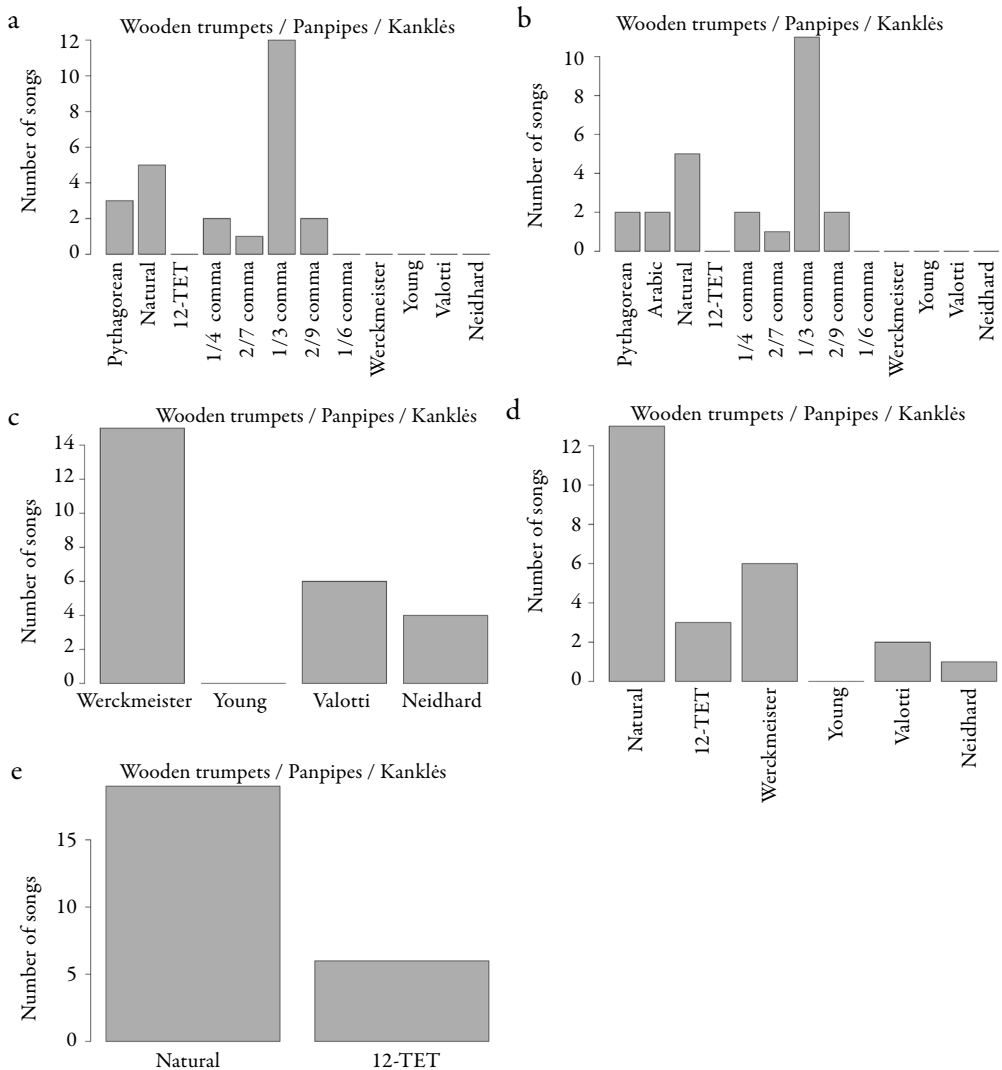 a
Wooden trumpets / Panpipes / Kanklės
Number of songs
12
10
8
6
4
2
0
Pythagorean
Natural
12-TET
1/4 comma
2/7 comma
1/3 comma
2/9 comma
1/6 comma
Werckmeister
Young
Valotti
Neidhard
b
Wooden trumpets / Panpipes / Kanklės
Number of songs
10
8
6
4
2
0
Pythagorean
Arabic
Natural
12-TET
1/4 comma
2/7 comma
1/3 comma
2/9 comma
1/6 comma
Werckmeister
Young
Valotti
Neidhard
c
Wooden trumpets / Panpipes / Kanklės
Number of songs
14
12
10
8
6
4
2
0
Werckmeister
Young
Valotti
Neidhard
d
Wooden trumpets / Panpipes / Kanklės
Number of songs
12
10
8
6
4
2
0
Natural
12-TET
Werckmeister
Young
Valotti
Neidhard
e
Wooden trumpets / Panpipes / Kanklės
Number of songs
15
10
5
0
Natural
12-TET